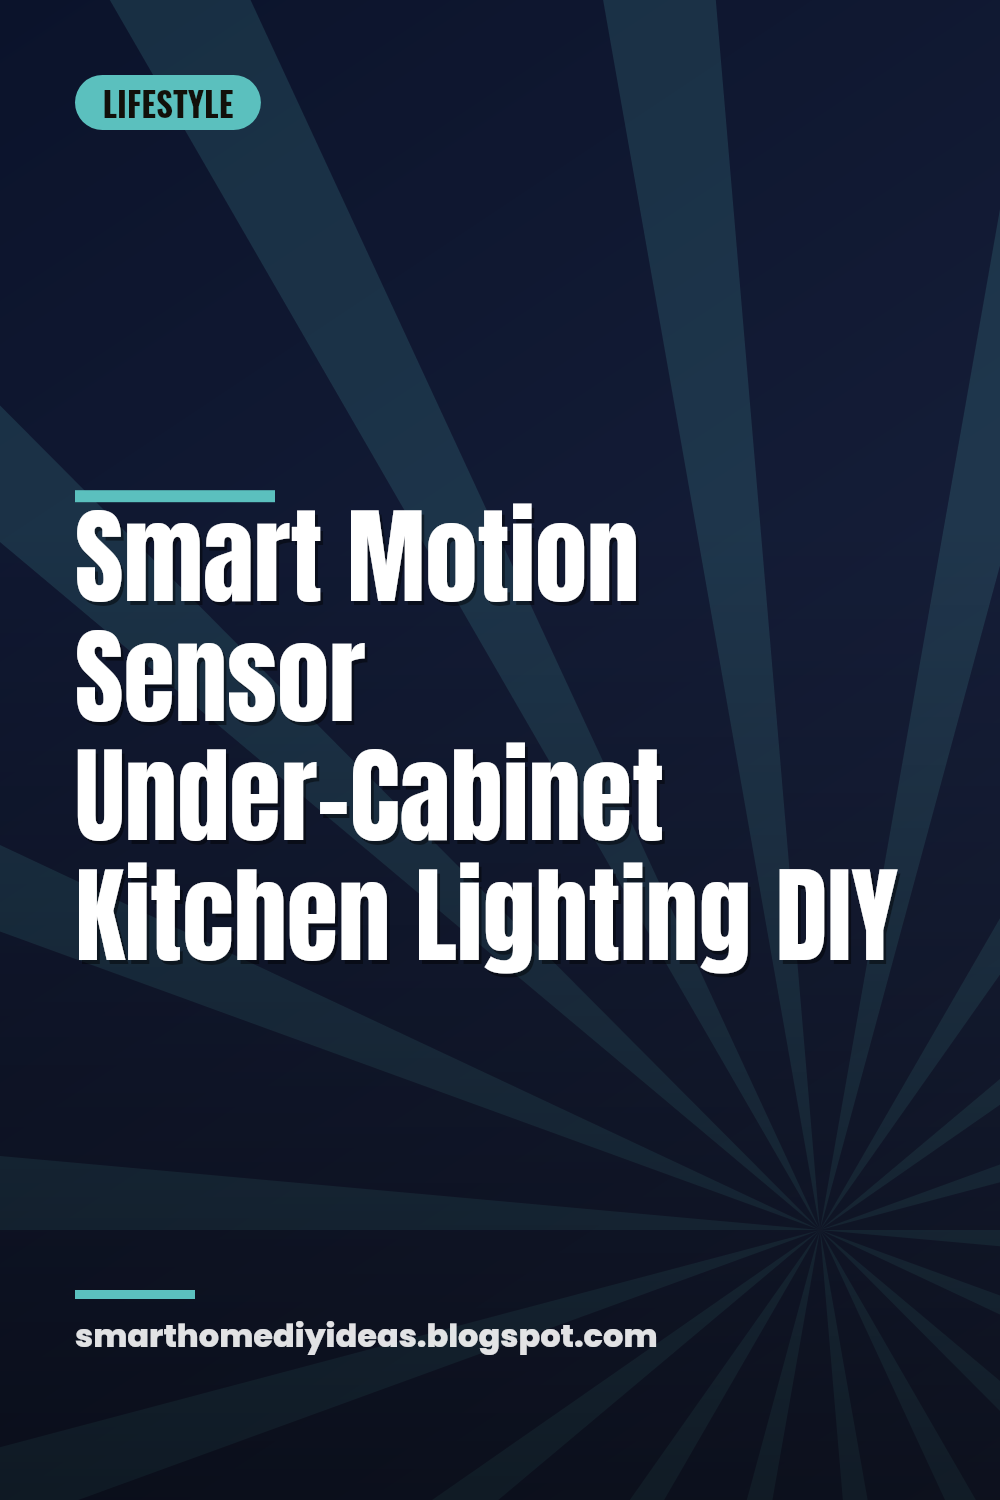 LIFESTYLE
Smart Motion
Sensor
Under-Cabinet
Kitchen Lighting DIY
smarthomediyideas.blogspot.com